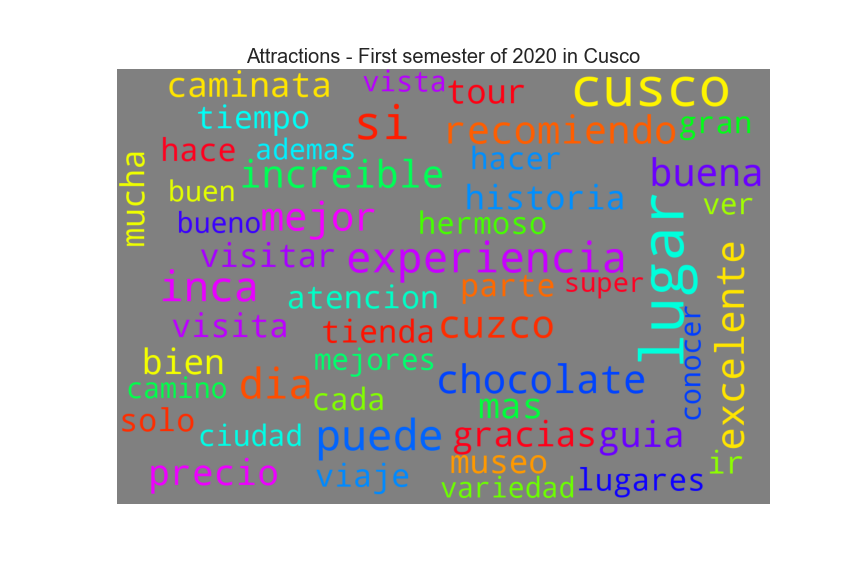 Attractions - First semester of 2020 in Cusco
caminata
vista
tour
cusco
tiempo
si
recomiendo
gran
hace
ademas
hacer
buena
mucha
increible
buen
historia
ver
bueno
mejor
hermoso
lugar
visitar
experiencia
inca
atencion
parte
super
excelente
visita
tienda
cuzco
conocer
bien
mejores
camino
dia
cada
chocolate
mas
solo
ciudad
puede
gracias
guia
precio
viaje
museo
ir
variedad
lugares